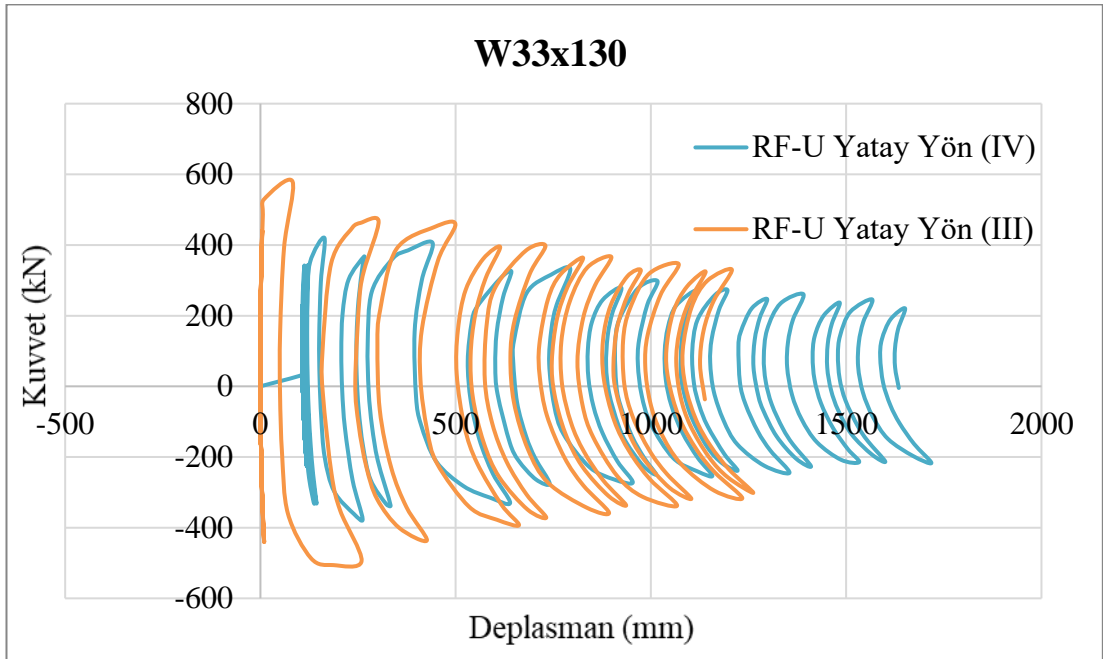 W33x130
800
600
400
200
0
-200
-400
-600
-500
0
500
1000
1500
2000
Kuvvet (kN)
Deplasman (mm)
RF-U Yatay Yön (IV)
RF-U Yatay Yön (III)